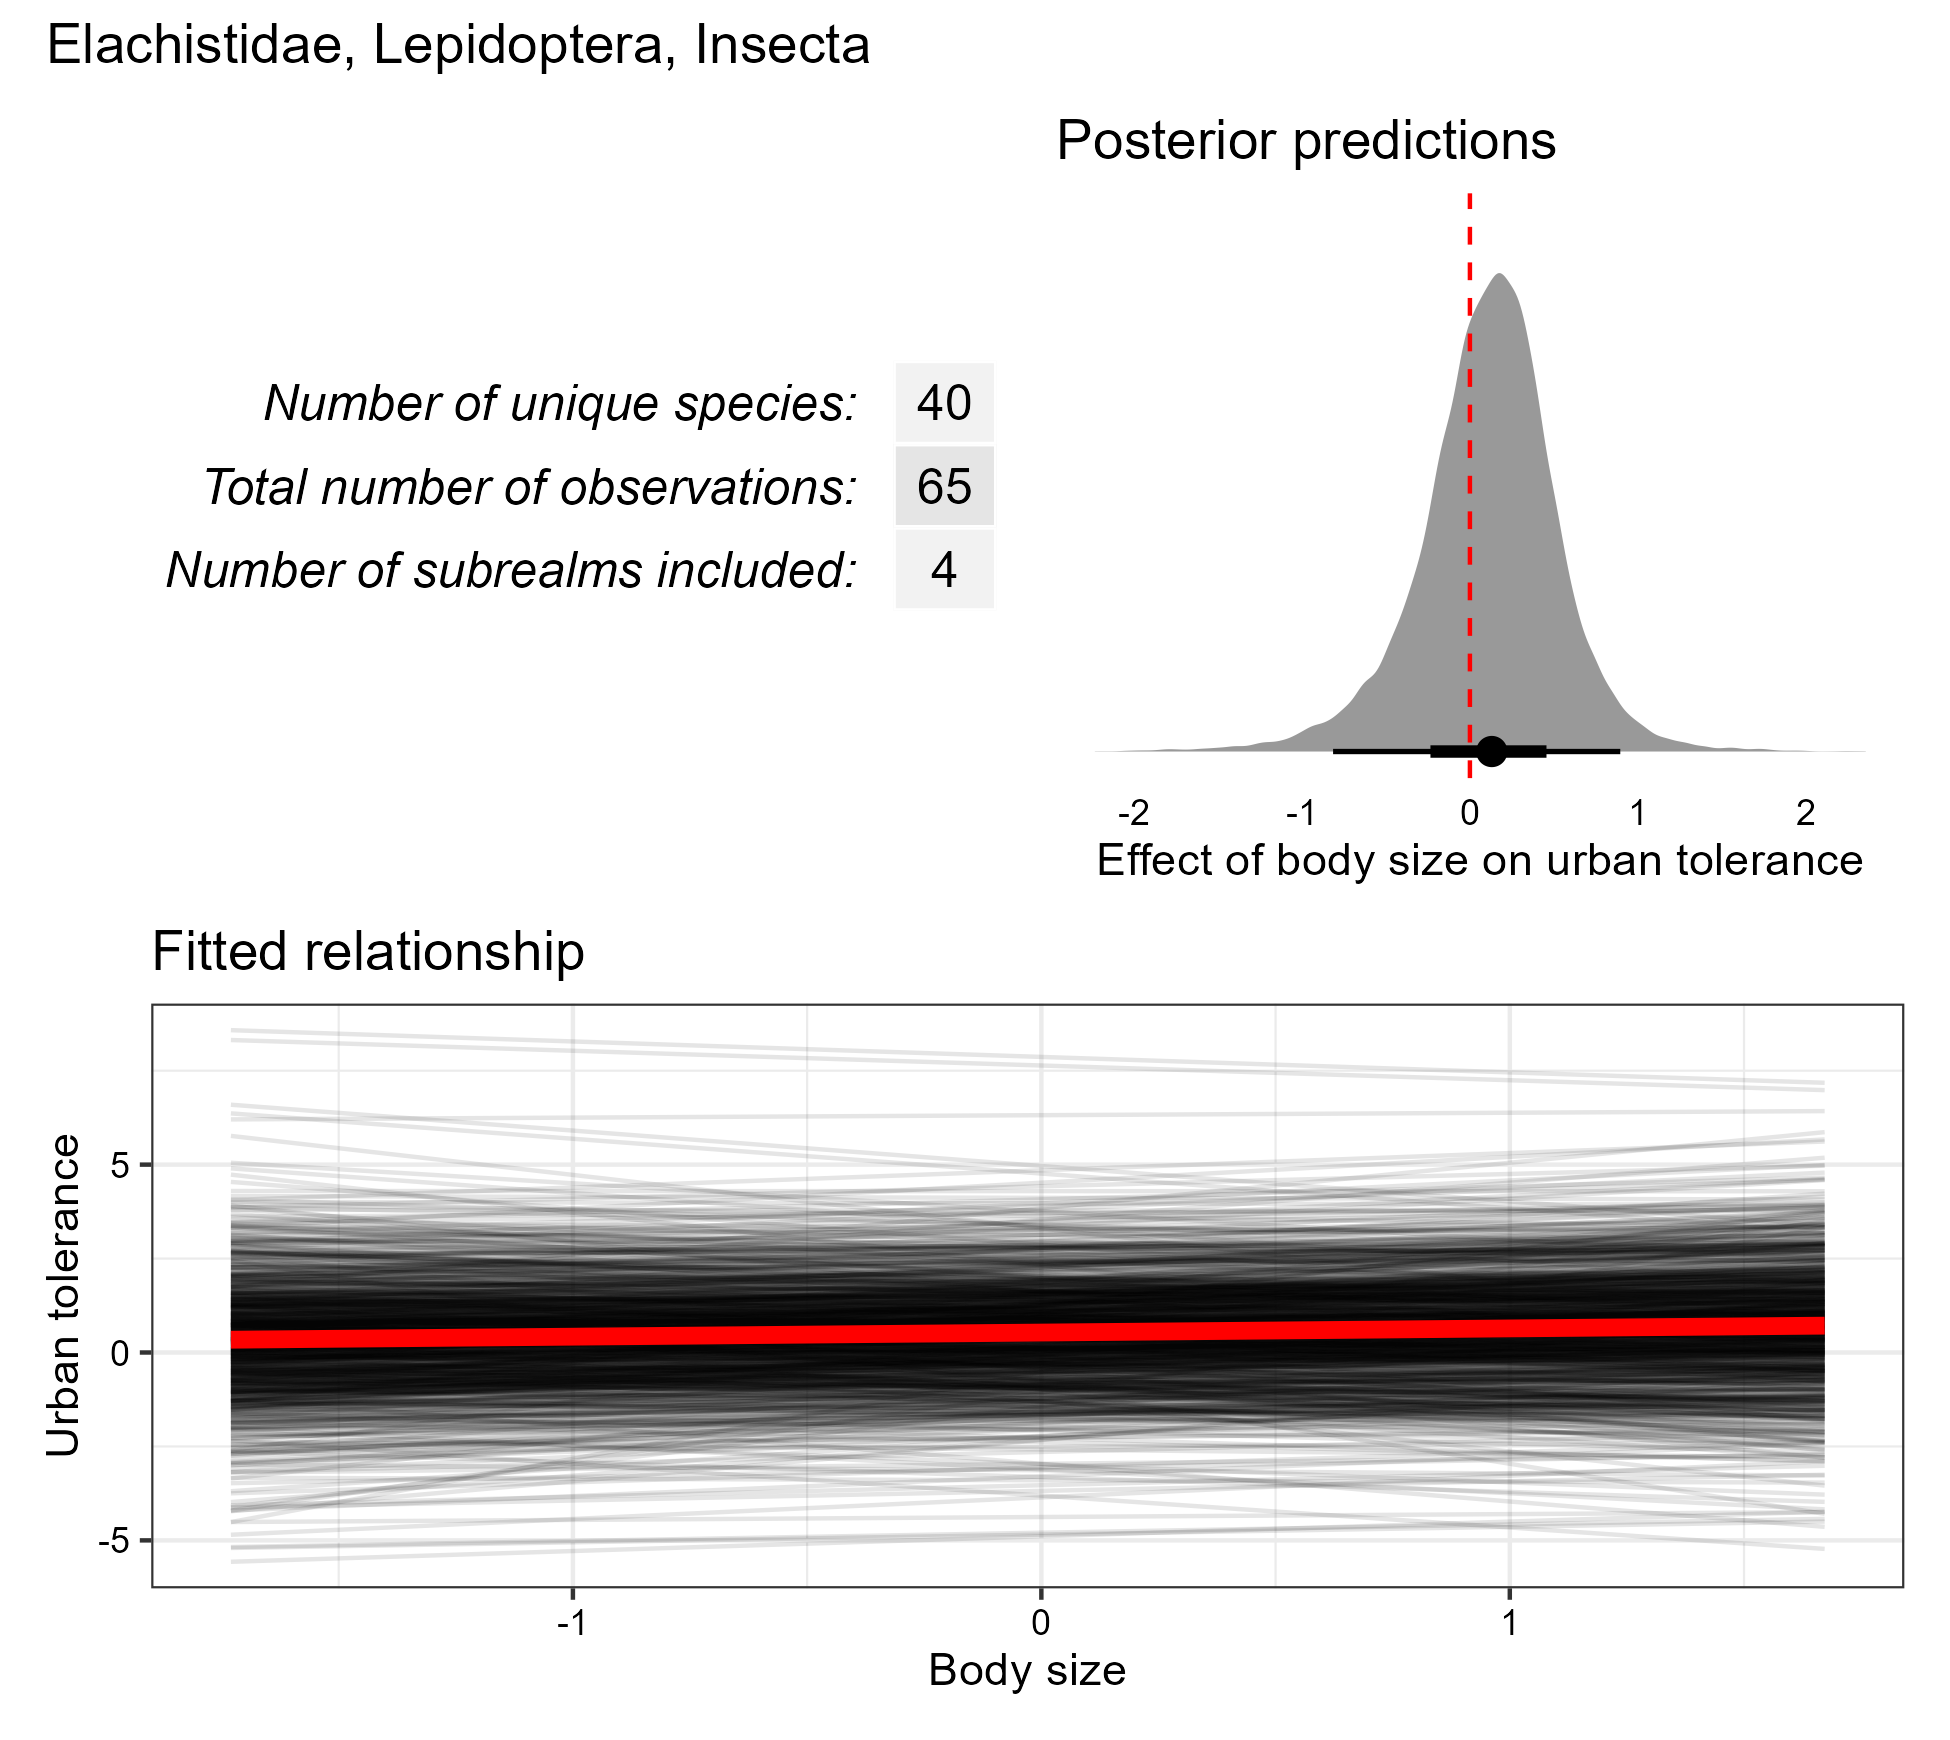 Elachistidae, Lepidoptera, Insecta
Posterior predictions
Number of unique species: 40
Total number of observations: 65
Number of subrealms included: 4
-2 -1 0 1 2
Effect of body size on urban tolerance
Fitted relationship
Urban tolerance
5
0
-5
-1 0 1
Body size